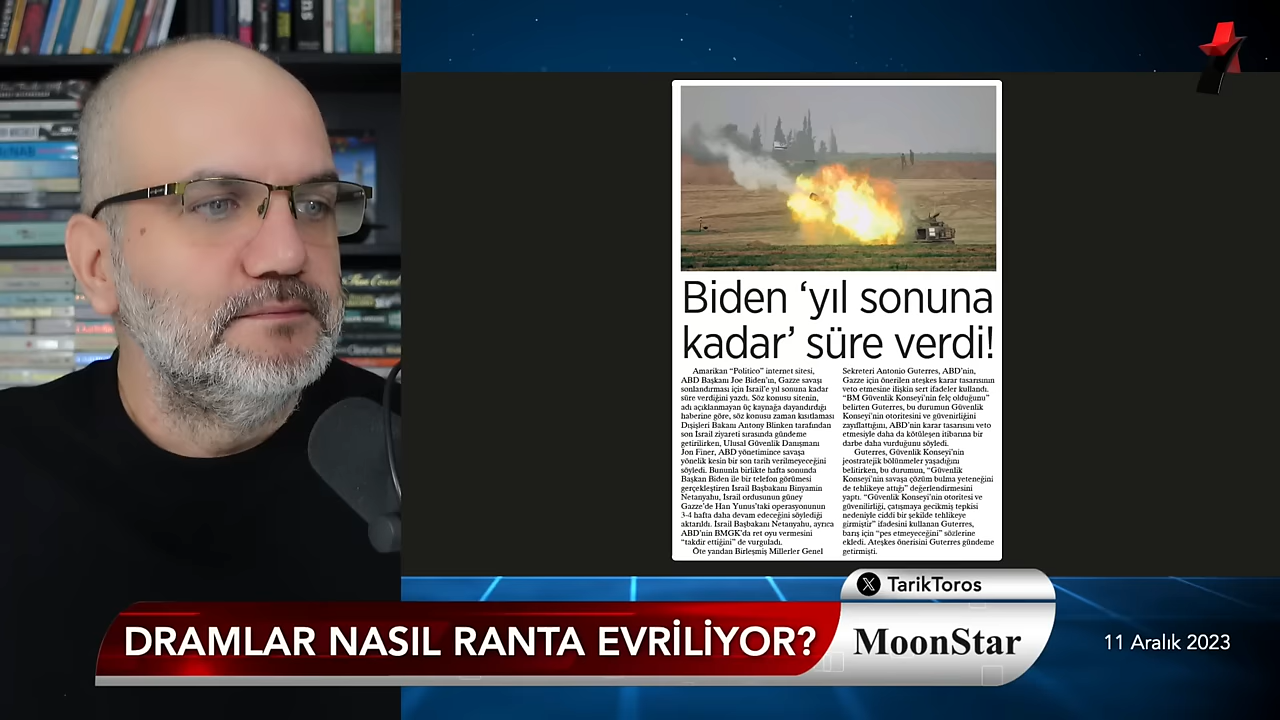 Biden ‘yıl sonuna
kadar’ süre verdi!
Amarikan “Politico” internet sitesi,
ABD Başkanı Joe Biden’ın, Gazze savaşı
sonlandırması için İsrail’e yıl sonuna kadar
süre verdiğini yazdı. Söz konusu sitenin,
adı açıklanmayan üç kaynağa dayandırdığı
haberine göre, söz konusu zaman kısıtlaması
Dışişleri Bakanı Antony Blinken tarafından
son İsrail ziyareti sırasında gündeme
getirilirken, Ulusal Güvenlik Danışmanı
Jon Finer, ABD yönetimince savaşa
yönelik kesin bir son tarih verilmeyeceğini
söyledi. Bununla birlikte hafta sonunda
Başkan Biden ile bir telefon görümesi
gerçekleştiren İsrail Başbakanı Binyamin
Netanyahu, İsrail ordusunun güney
Gazze’de Han Yunus’taki operasyonunun
3-4 hafta daha devam edeceğini söylediği
aktarıldı. İsrail Başbakanı Netanyahu, ayrıca
ABD’nin BMGK’da ret oyu vermesini
“takdir ettiğini” de vurguladı.
Öte yandan Birleşmiş Millerler Genel
Sekreteri Antonio Guterres, ABD’nin,
Gazze için önerilen ateşkes karar tasarısının
veto etmesine ilişkin sert ifadeler kullandı.
“BM Güvenlik Konseyi’nin felç olduğunu”
belirten Guterres, bu durumun Güvenlik
Konseyi’nin otoritesini ve güvenirliğini
zayıflattığını, ABD’nin karar tasarısını veto
etmesiyle daha da kötüleşen itibarına bir
darbe daha vurduğunu söyledi.
Guterres, Güvenlik Konseyi’nin
jeostratejik bölünmeler yaşadığını
belirtirken, bu durumun, “Güvenlik
Konseyi’nin savaşa çözüm bulma yeteneğini
de tehlikeye attığı” değerlendirmesini
yaptı. “Güvenlik Konseyi’nin otoritesi ve
güvenilirliği, çatışmaya gecikmiş tepkisi
nedeniyle ciddi bir şekilde tehlikeye
girmiştir” ifadesini kullanan Guterres,
barış için “pes etmeyeceğini” sözlerine
ekledi. Ateşkes önerisini Guterres gündeme
getirmişti.
TarikToros
DRAMLAR NASIL RANTA EVRİLİYOR?
MoonStar
11 Aralık 2023